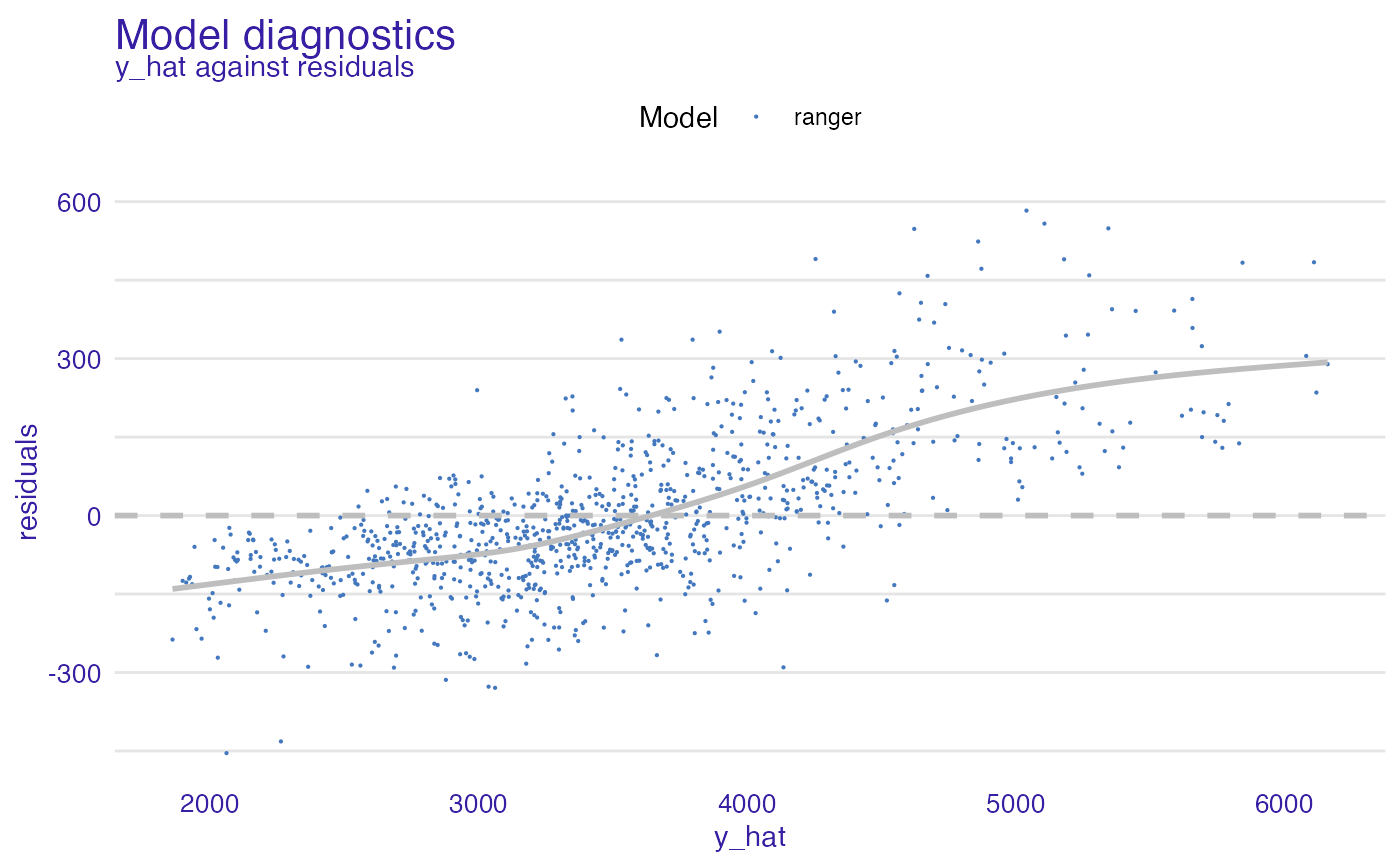 Model diagnostics
y_hat against residuals
Model ranger
600
300
0
-300
residuals
2000 3000 4000 5000 6000
y_hat